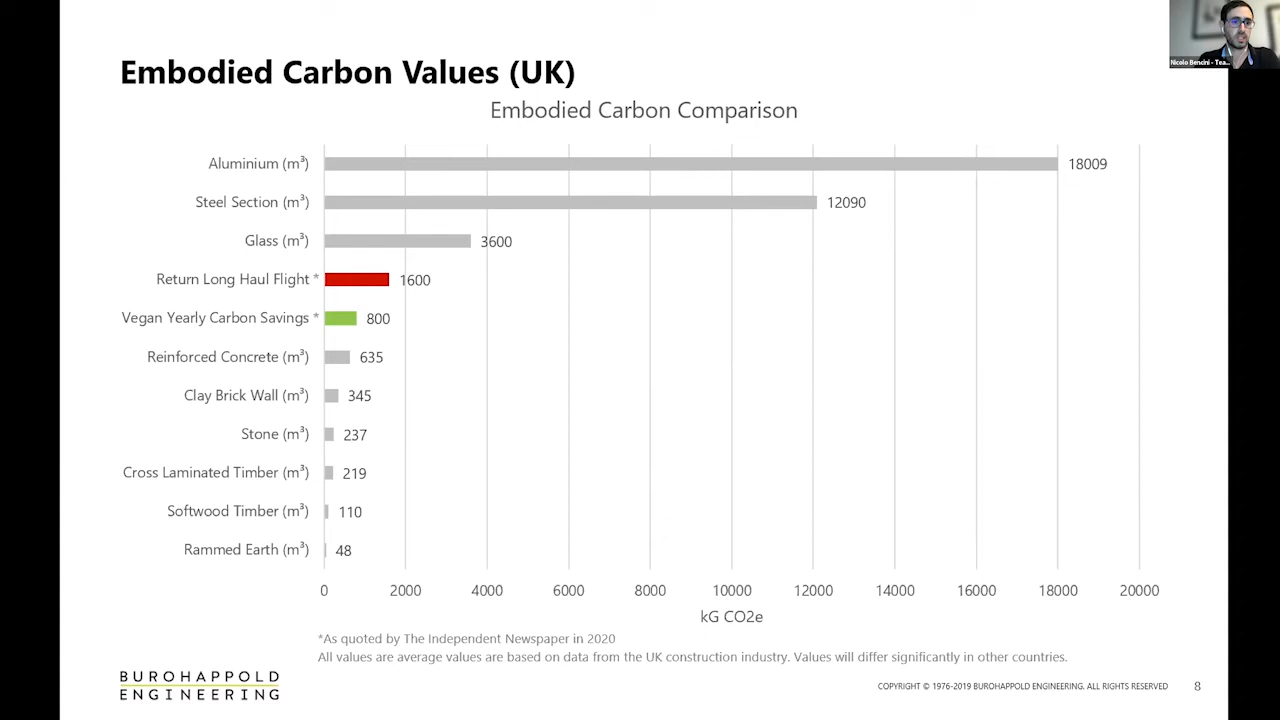 Nicolo Bencini - Tea...
Embodied Carbon Values (UK)
Embodied Carbon Comparison
Aluminium (m³) 18009
Steel Section (m³) 12090
Glass (m³) 3600
Return Long Haul Flight * 1600
Vegan Yearly Carbon Savings * 800
Reinforced Concrete (m³) 635
Clay Brick Wall (m³) 345
Stone (m³) 237
Cross Laminated Timber (m³) 219
Softwood Timber (m³) 110
Rammed Earth (m³) 48
0 2000 4000 6000 8000 10000 12000 14000 16000 18000 20000
kG CO2e
*As quoted by The Independent Newspaper in 2020
All values are average values are based on data from the UK construction industry. Values will differ significantly in other countries.
BUROHAPPOLD
ENGINEERING
COPYRIGHT © 1976-2019 BUROHAPPOLD ENGINEERING. ALL RIGHTS RESERVED 8